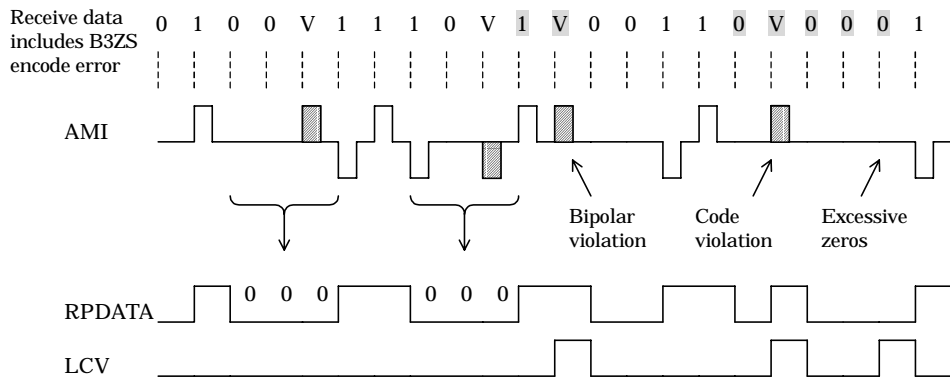 Receive data
includes B3ZS
encode error
0 1 0 0 V 1 1 1 0 V 1 V 0 0 1 1 0 V 0 0 0 1
AMI
Bipolar
violation
Code
violation
Excessive
zeros
RPDATA
0 0 0
0 0 0
LCV